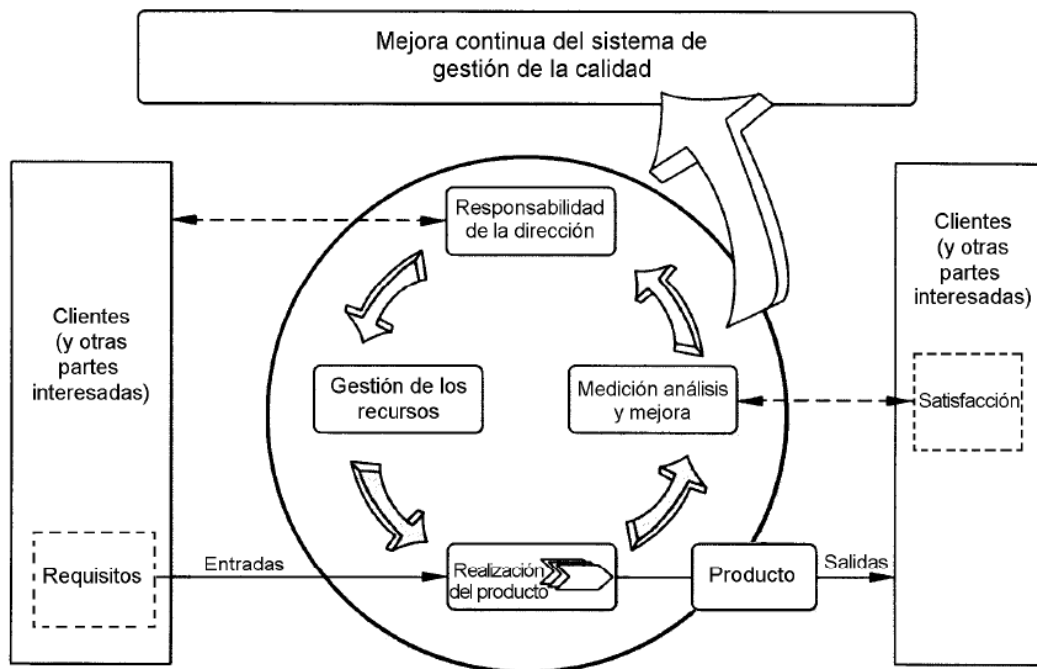 Mejora continua del sistema de
gestión de la calidad
Responsabilidad
de la dirección
Clientes
(y otras
partes
interesadas)
Clientes
(y otras
partes
interesadas)
Gestión de los
recursos
Medición análisis
y mejora
Satisfacción
Requisitos
Entradas
Realización
del producto
Producto
Salidas